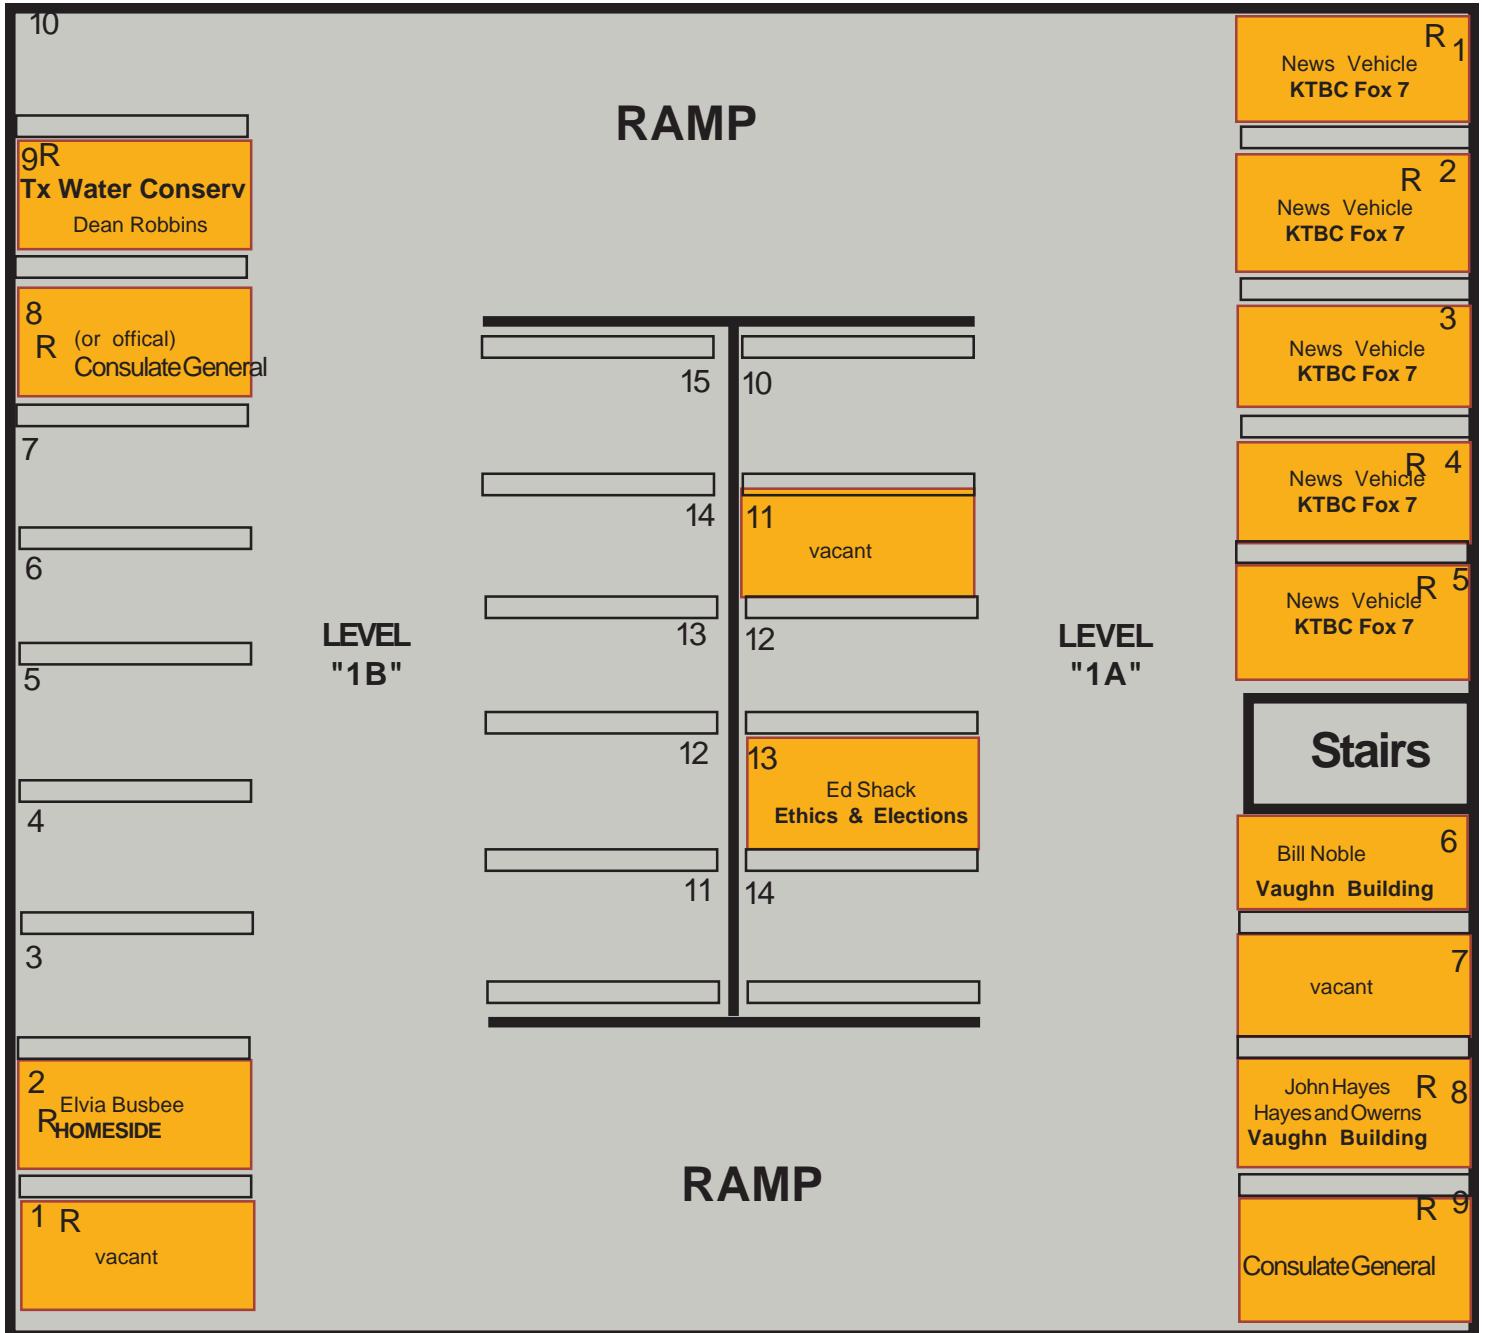 10
RAMP
R 1
News Vehicle
KTBC Fox 7
9R
Tx Water Conserv
Dean Robbins
R 2
News Vehicle
KTBC Fox 7
8
R (or offical)
Consulate General
3
News Vehicle
KTBC Fox 7
15 10
7
R 4
News Vehicle
KTBC Fox 7
14 11
vacant
6
R 5
News Vehicle
KTBC Fox 7
13 12
LEVEL
"1B"
LEVEL
"1A"
5
Stairs
12 13
Ed Shack
Ethics & Elections
4
6
Bill Noble
Vaughn Building
11 14
3
7
vacant
2
Elvia Busbee
R HOMESIDE
R 8
John Hayes
Hayes and Owerns
Vaughn Building
RAMP
1 R
vacant
R 9
Consulate General